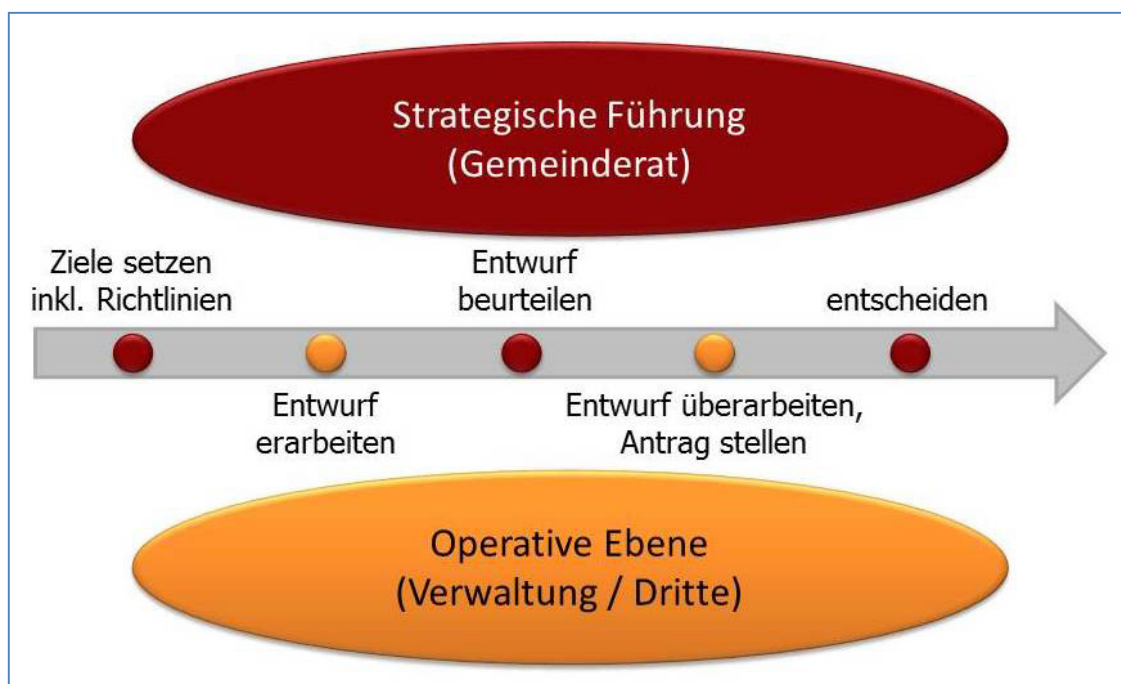 Strategische Führung
(Gemeinderat)
Ziele setzen
inkl. Richtlinien
Entwurf
beurteilen
entscheiden
Entwurf
erarbeiten
Entwurf überarbeiten,
Antrag stellen
Operative Ebene
(Verwaltung / Dritte)